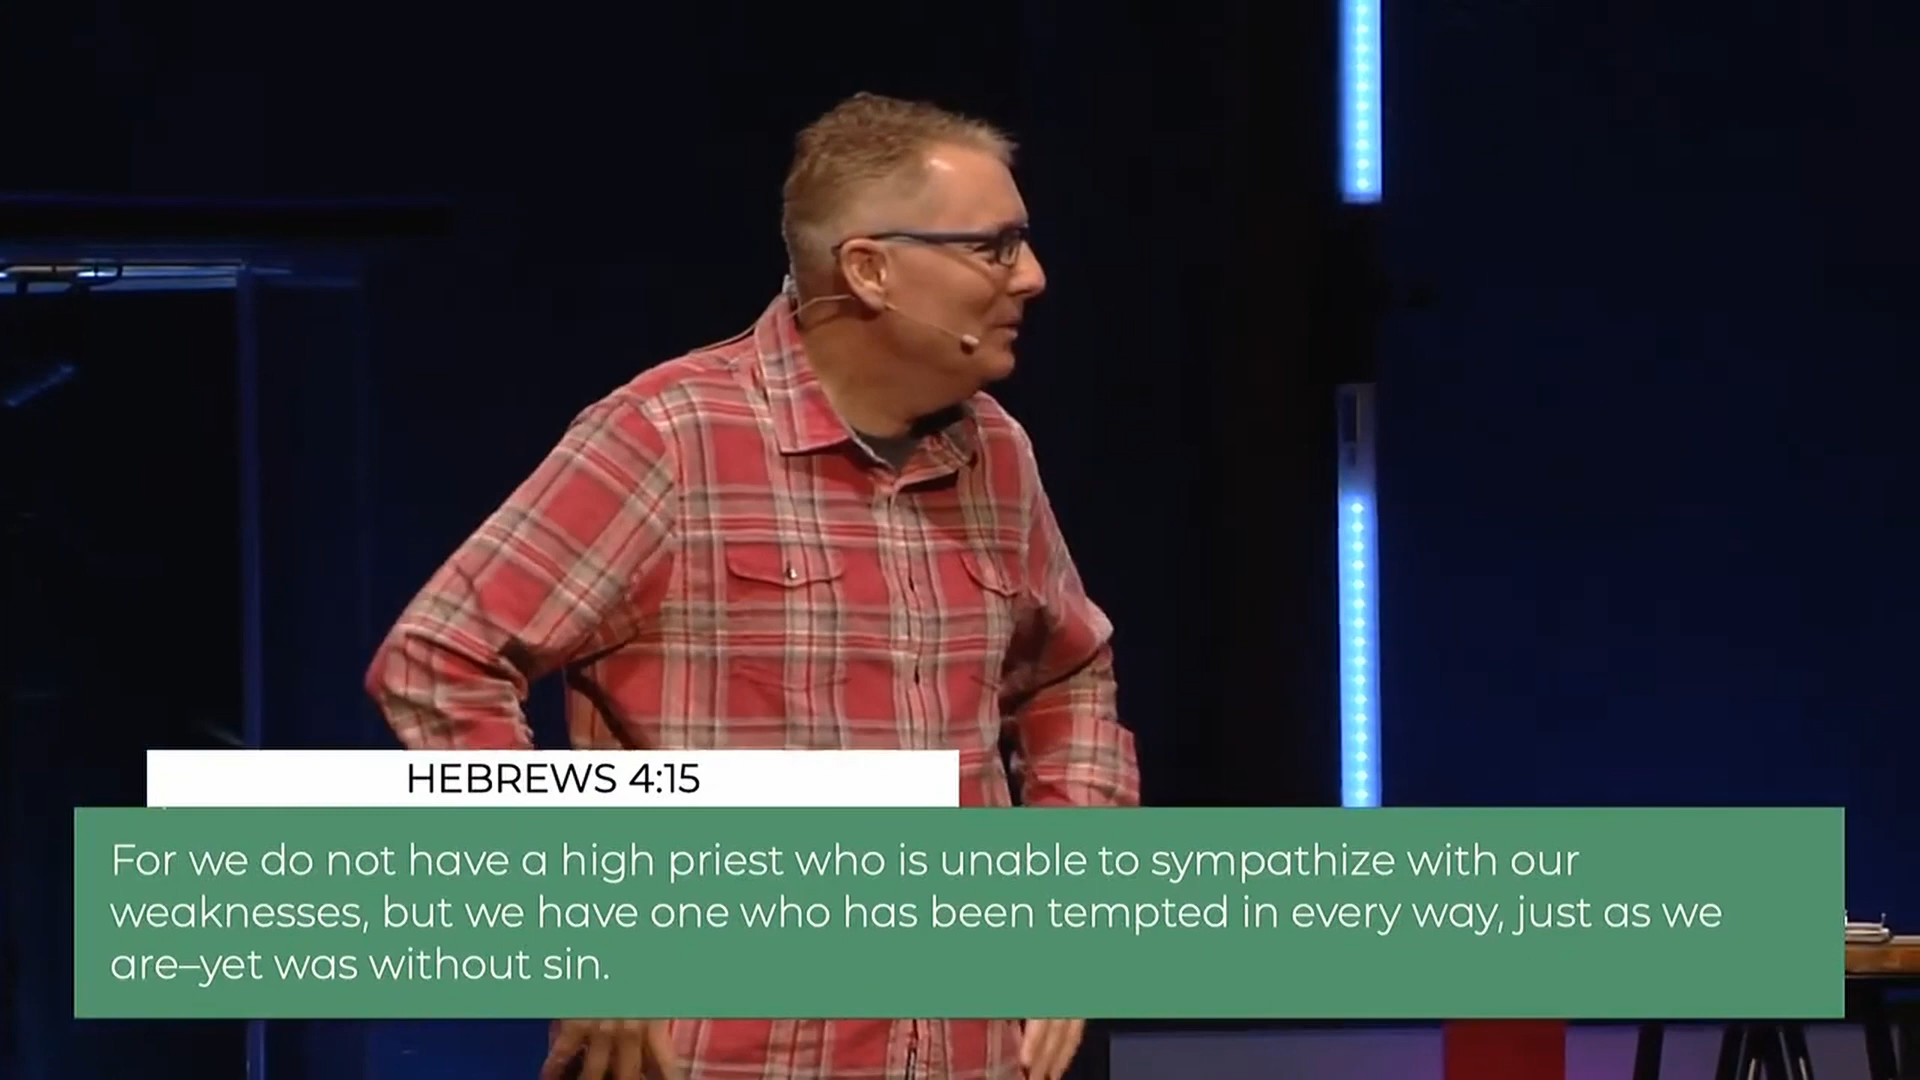 HEBREWS 4:15
For we do not have a high priest who is unable to sympathize with our
weaknesses, but we have one who has been tempted in every way, just as we
are–yet was without sin.